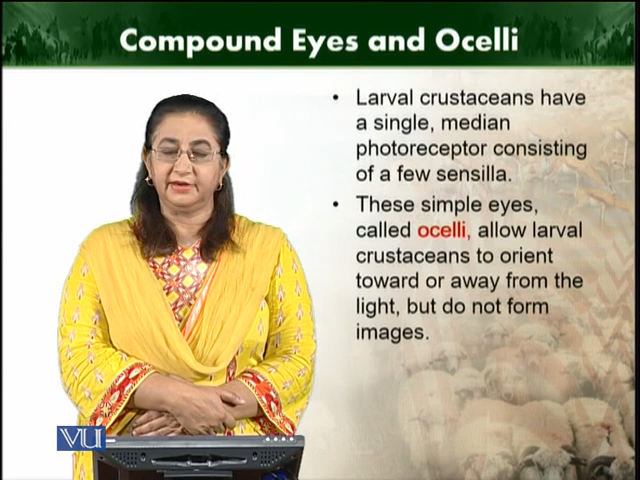 Compound Eyes and Ocelli
• Larval crustaceans have
a single, median
photoreceptor consisting
of a few sensilla.
• These simple eyes,
called ocelli, allow larval
crustaceans to orient
toward or away from the
light, but do not form
images.
VU